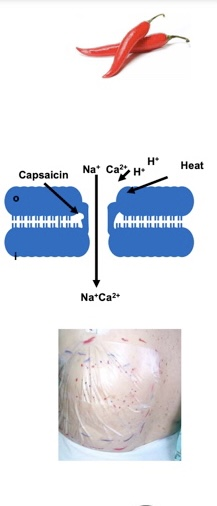 H⁺
Na⁺ Ca²⁺ H⁺ Heat
Capsaicin
o
I
Na⁺Ca²⁺